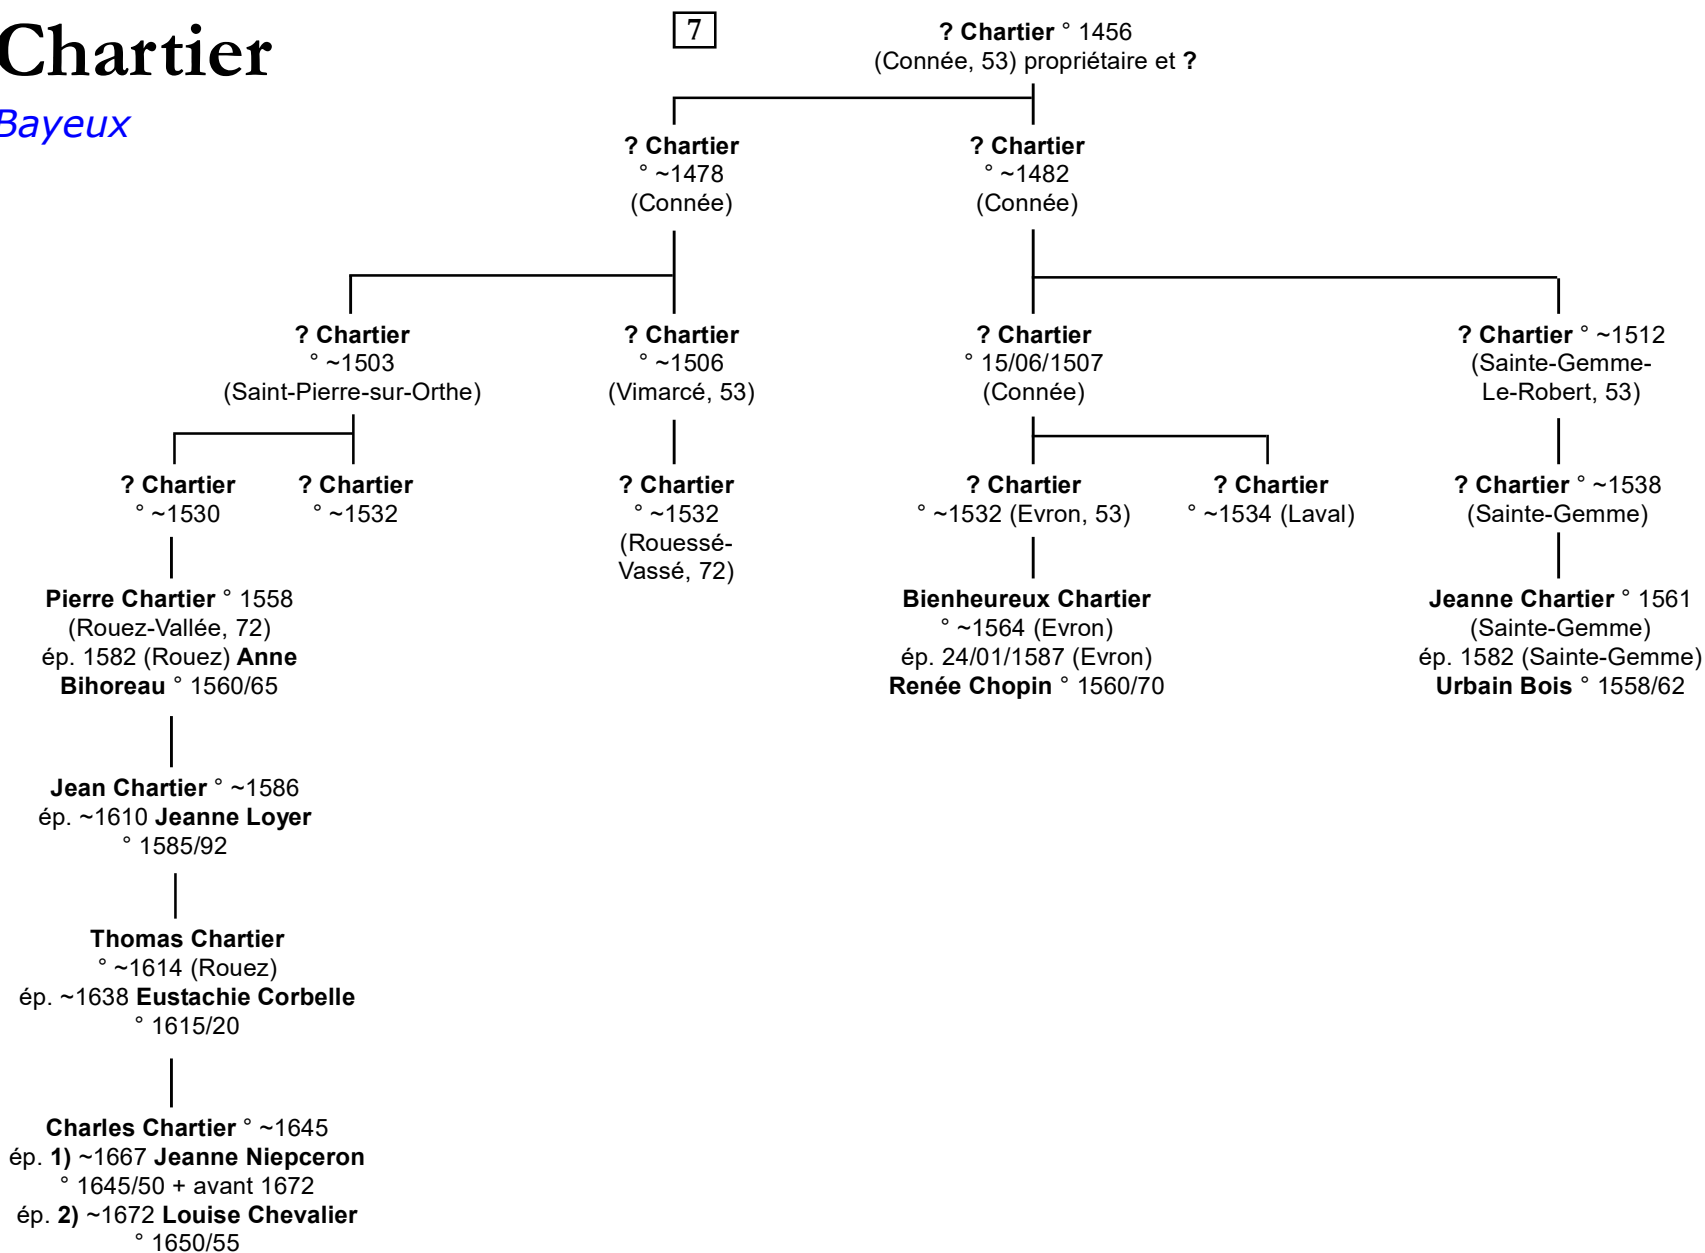 Chartier
Bayeux
7
? Chartier ° 1456
(Connée, 53) propriétaire et ?
? Chartier
° ~1478
(Connée)
? Chartier
° ~1482
(Connée)
? Chartier
° ~1503
(Saint-Pierre-sur-Orthe)
? Chartier
° ~1506
(Vimarcé, 53)
? Chartier
° 15/06/1507
(Connée)
? Chartier ° ~1512
(Sainte-Gemme-
Le-Robert, 53)
? Chartier
° ~1530
? Chartier
° ~1532
? Chartier
° ~1532
(Rouessé-
Vassé, 72)
? Chartier
° ~1532 (Evron, 53)
? Chartier
° ~1534 (Laval)
? Chartier ° ~1538
(Sainte-Gemme)
Pierre Chartier ° 1558
(Rouez-Vallée, 72)
ép. 1582 (Rouez) Anne
Bihoreau ° 1560/65
Bienheureux Chartier
° ~1564 (Evron)
ép. 24/01/1587 (Evron)
Renée Chopin ° 1560/70
Jeanne Chartier ° 1561
(Sainte-Gemme)
ép. 1582 (Sainte-Gemme)
Urbain Bois ° 1558/62
Jean Chartier ° ~1586
ép. ~1610 Jeanne Loyer
° 1585/92
Thomas Chartier
° ~1614 (Rouez)
ép. ~1638 Eustachie Corbelle
° 1615/20
Charles Chartier ° ~1645
ép. 1) ~1667 Jeanne Niepceron
° 1645/50 + avant 1672
ép. 2) ~1672 Louise Chevalier
° 1650/55